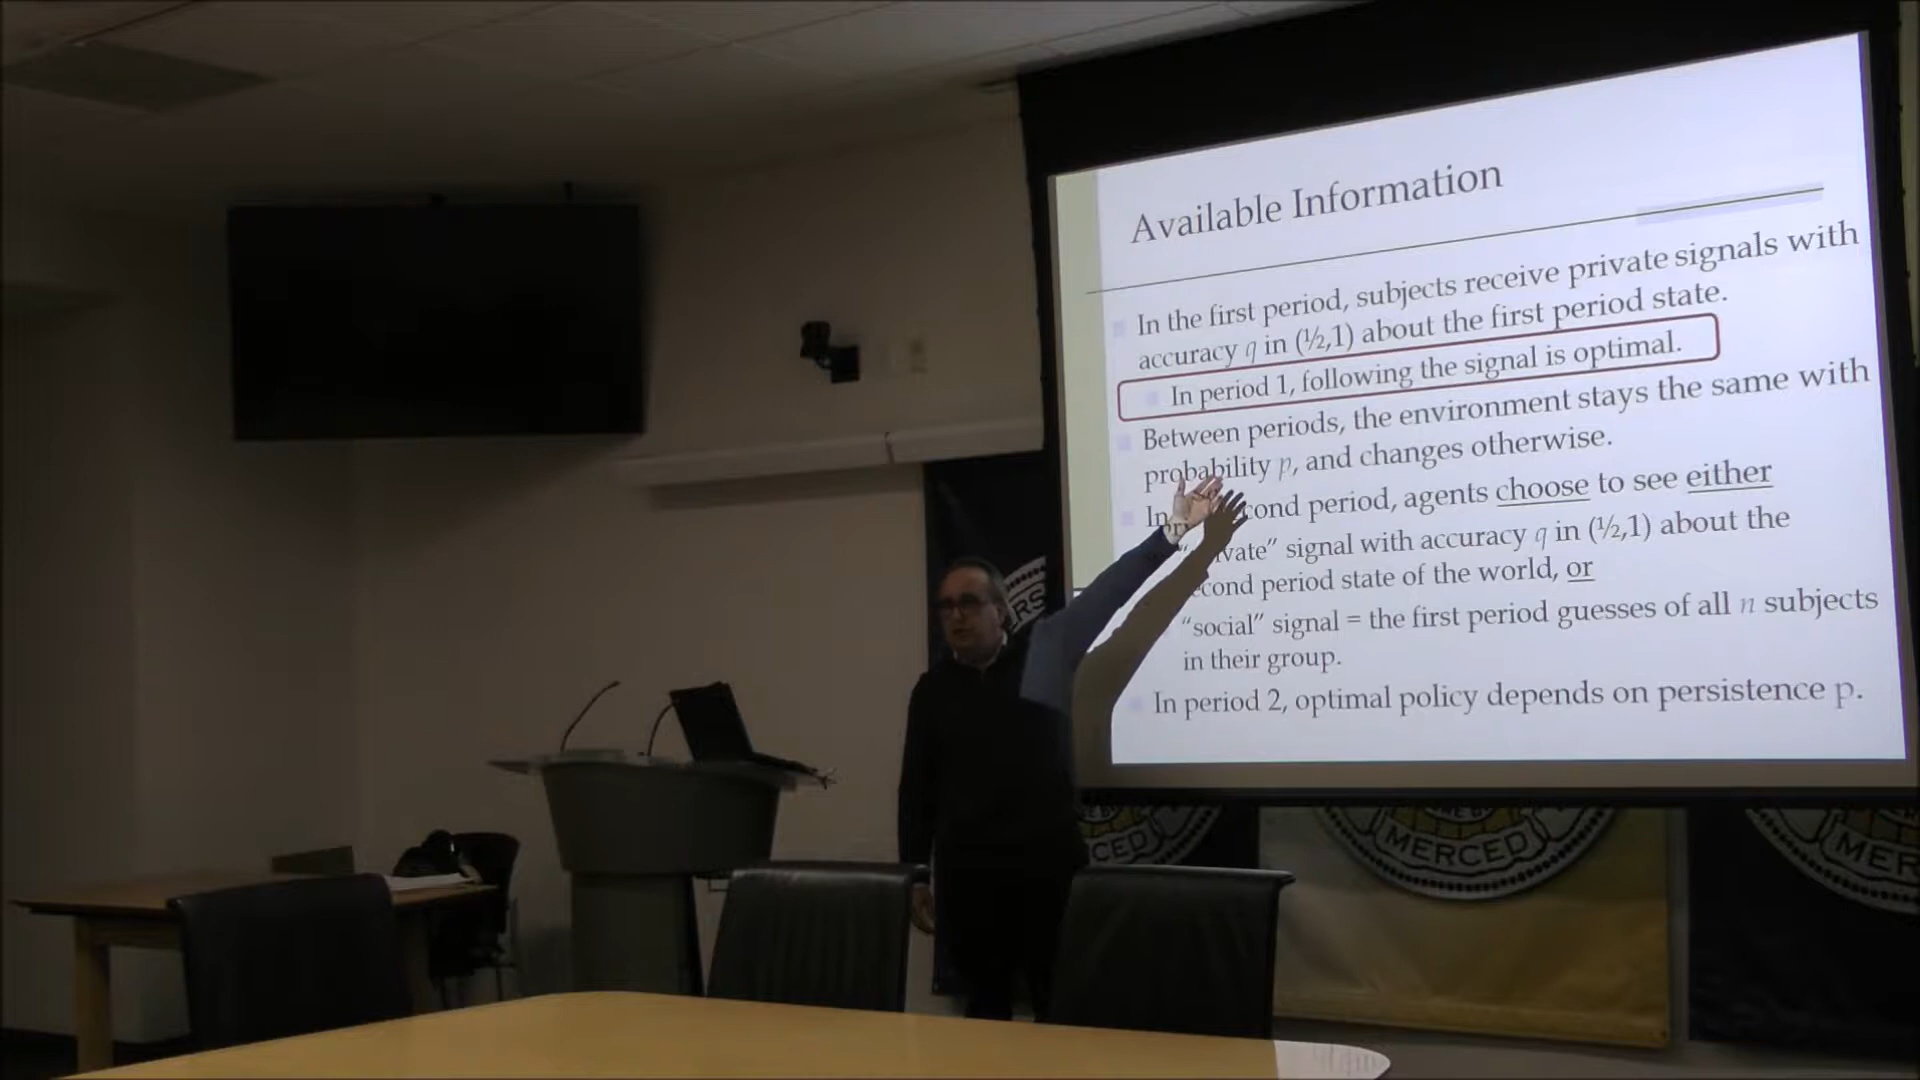 Available Information
In the first period, subjects receive private signals with
accuracy q in (½,1) about the first period state.
In period 1, following the signal is optimal.
Between periods, the environment stays the same with
probability p, and changes otherwise.
In cond period, agents choose to see either
vate” signal with accuracy q in (½,1) about the
cond period state of the world, or
“social” signal = the first period guesses of all n subjects
in their group.
In period 2, optimal policy depends on persistence p.
ERS
CED
MERCED
MER